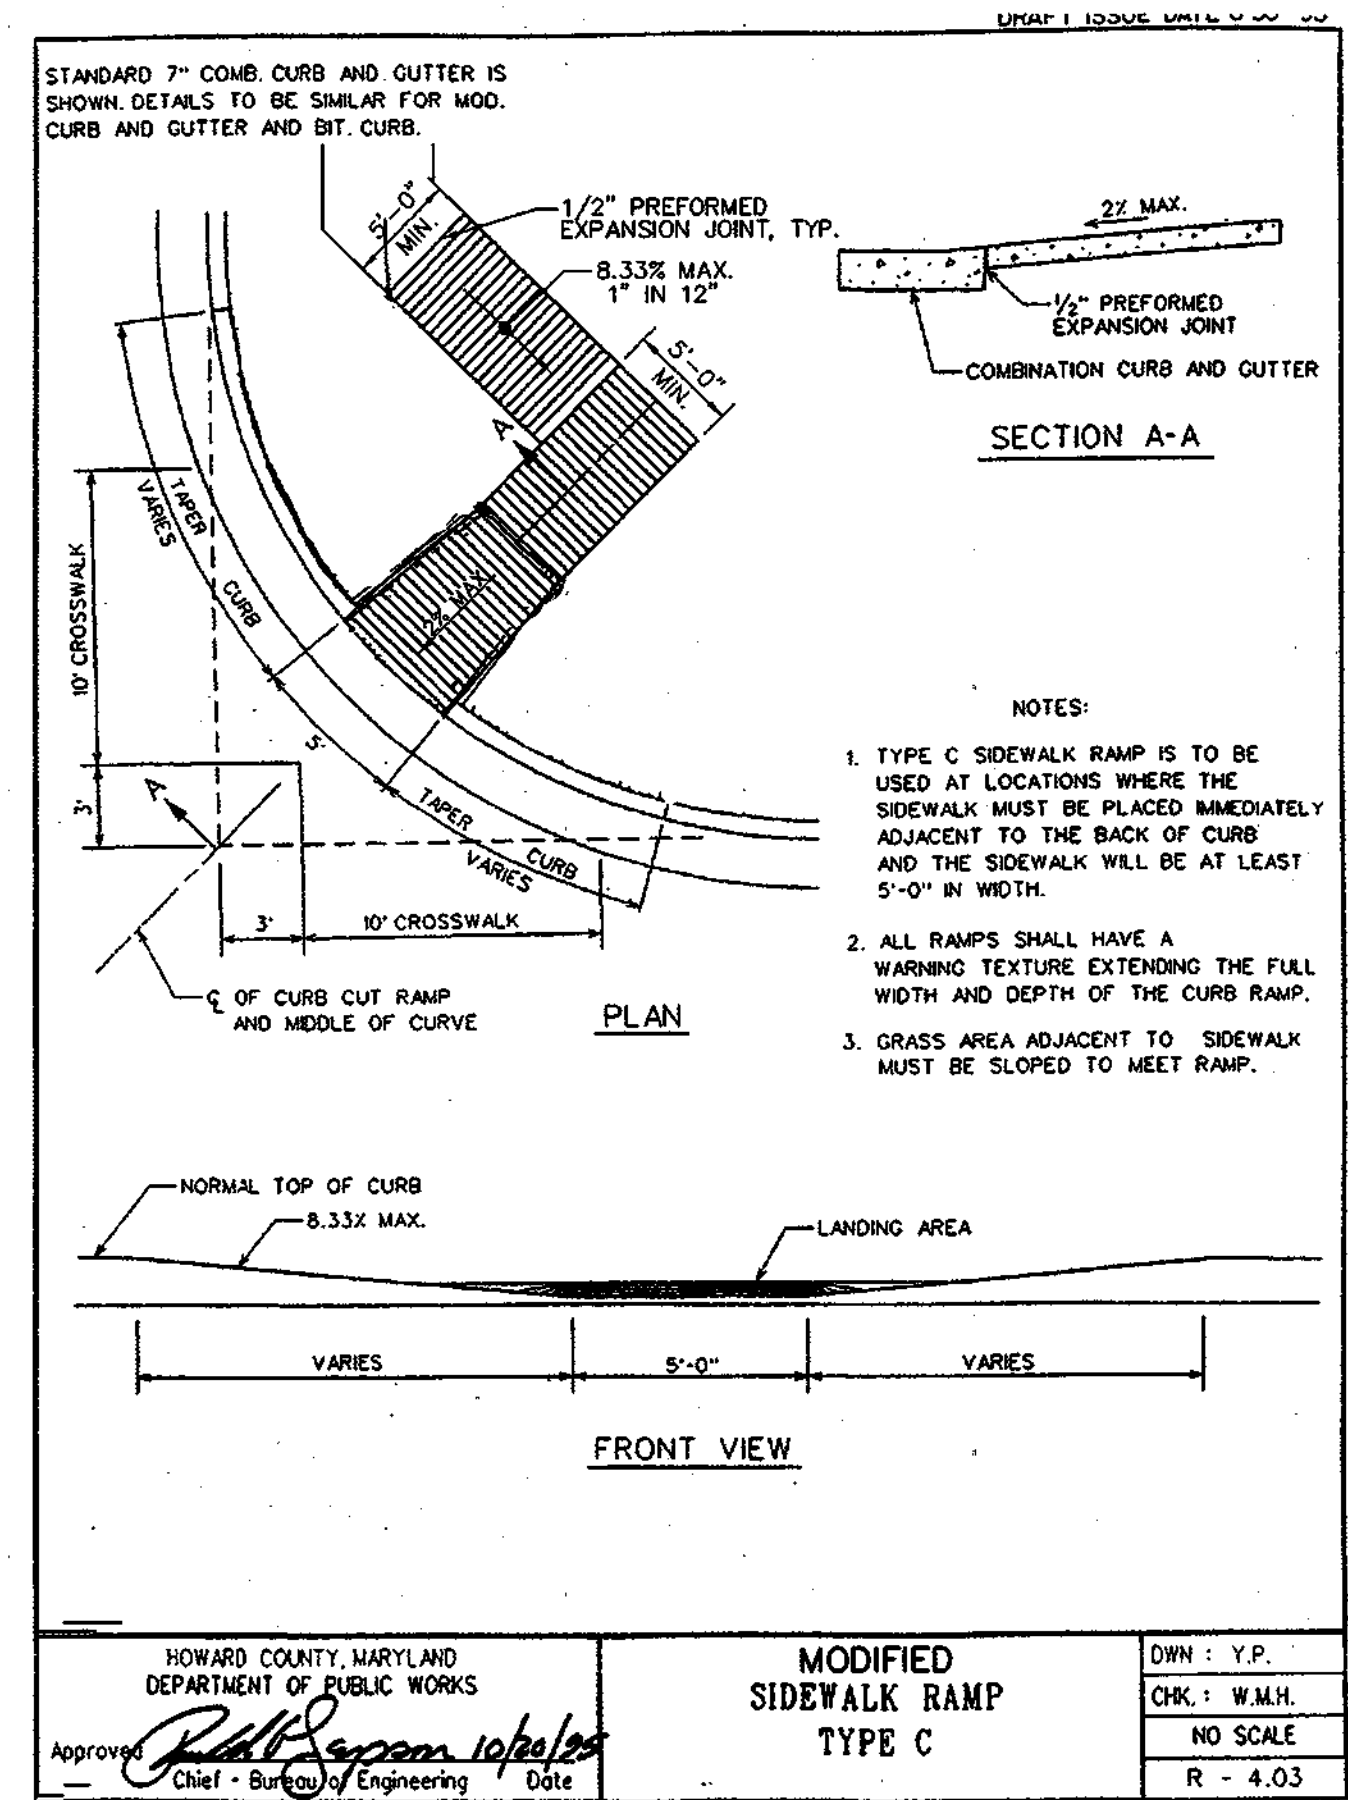 DRAFT ISSUE DATE
STANDARD 7" COMB. CURB AND GUTTER IS
SHOWN. DETAILS TO BE SIMILAR FOR MOD.
CURB AND GUTTER AND BIT. CURB.
5'-0"
MIN.
1/2" PREFORMED
EXPANSION JOINT, TYP.
8.33% MAX.
1" IN 12"
5'-0"
MIN.
A
2% MAX.
1/2" PREFORMED
EXPANSION JOINT
COMBINATION CURB AND GUTTER
SECTION A-A
TAPER CURB
VARIES
10' CROSSWALK
2% MAX.
5'
3'
A
TAPER CURB
VARIES
3'
10' CROSSWALK
℄ OF CURB CUT RAMP
AND MIDDLE OF CURVE
PLAN
NOTES:
1. TYPE C SIDEWALK RAMP IS TO BE
USED AT LOCATIONS WHERE THE
SIDEWALK MUST BE PLACED IMMEDIATELY
ADJACENT TO THE BACK OF CURB
AND THE SIDEWALK WILL BE AT LEAST
5'-0" IN WIDTH.
2. ALL RAMPS SHALL HAVE A
WARNING TEXTURE EXTENDING THE FULL
WIDTH AND DEPTH OF THE CURB RAMP.
3. GRASS AREA ADJACENT TO SIDEWALK
MUST BE SLOPED TO MEET RAMP.
NORMAL TOP OF CURB
8.33% MAX.
LANDING AREA
VARIES
5'-0"
VARIES
FRONT VIEW
HOWARD COUNTY, MARYLAND
DEPARTMENT OF PUBLIC WORKS
Approved 10/20/95
Chief - Bureau of Engineering Date
MODIFIED
SIDEWALK RAMP
TYPE C
DWN : Y.P.
CHK. : W.M.H.
NO SCALE
R - 4.03